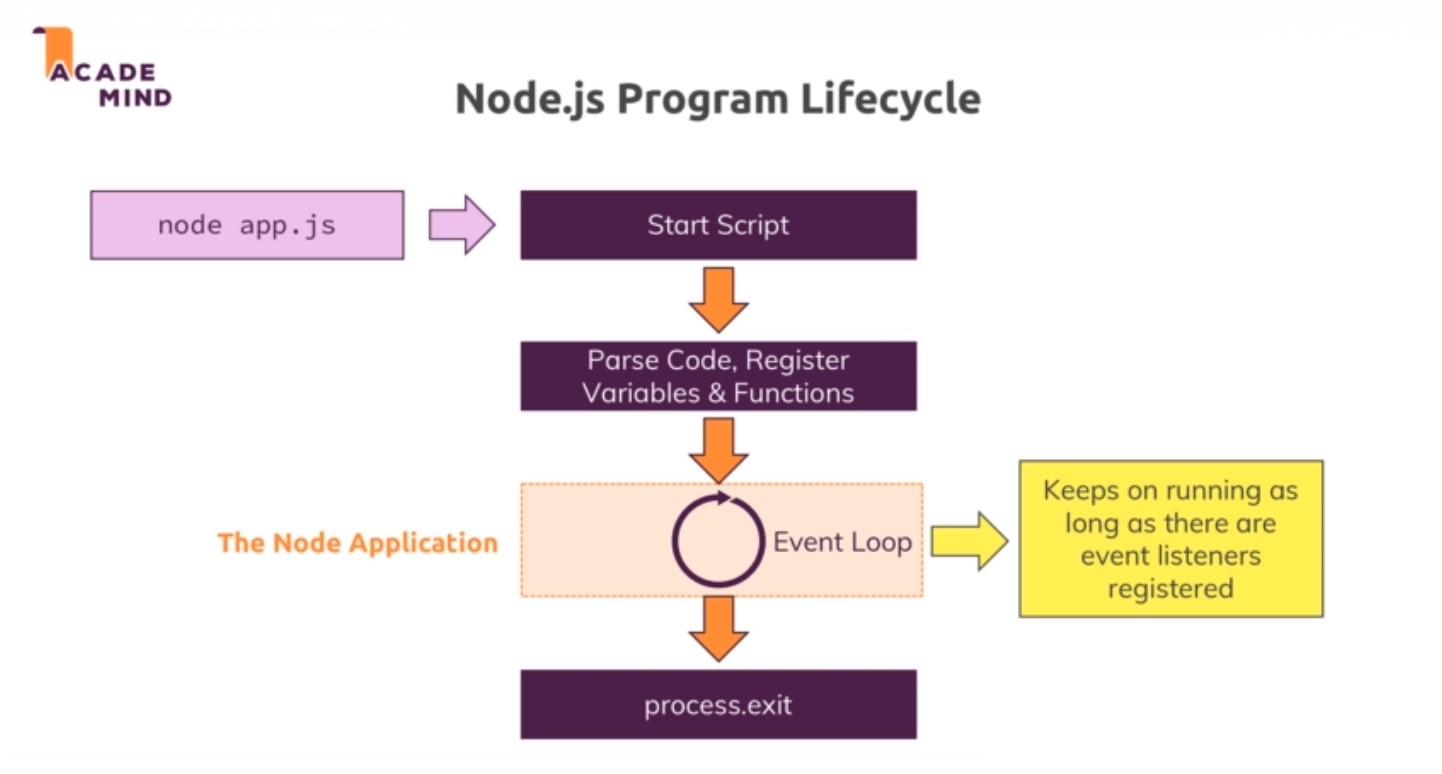 ACADE
MIND
Node.js Program Lifecycle
node app.js
Start Script
Parse Code, Register
Variables & Functions
The Node Application
Event Loop
Keeps on running as
long as there are
event listeners
registered
process.exit